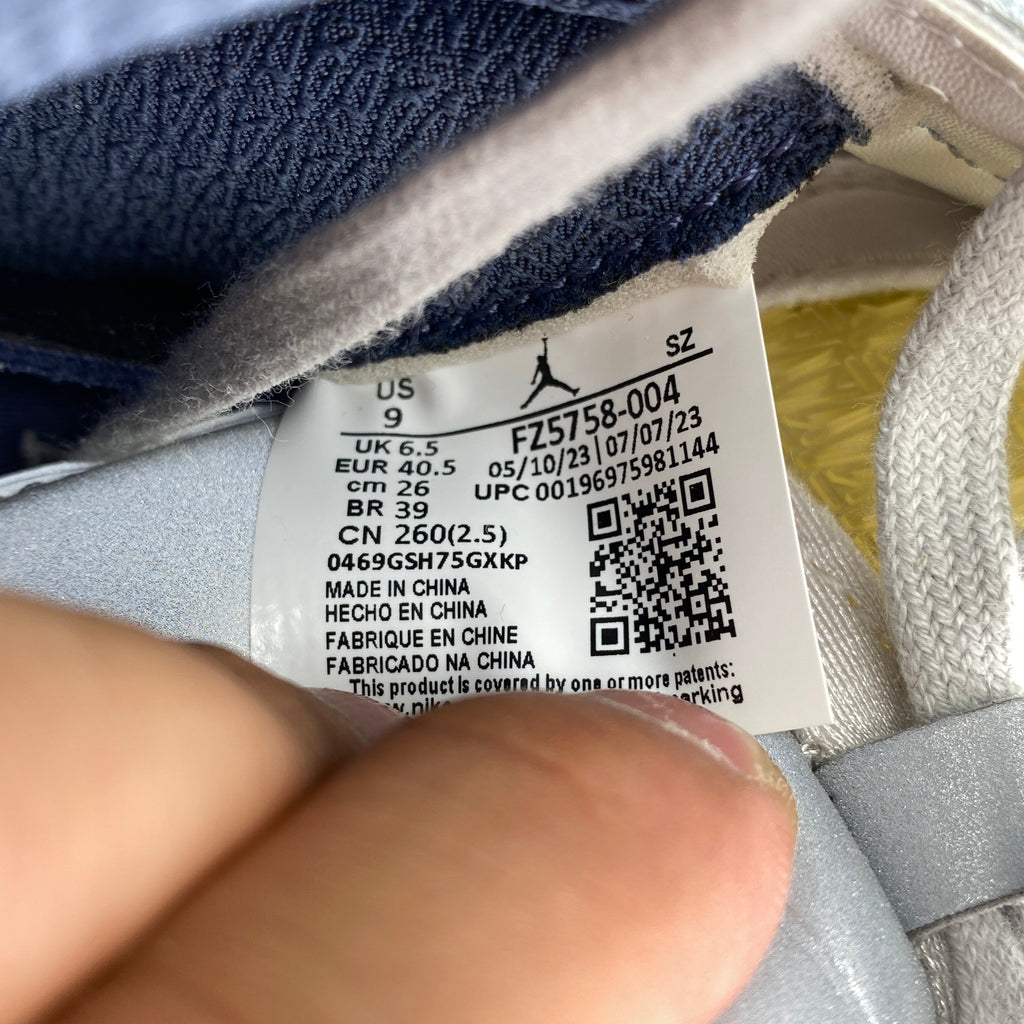 US
9
UK 6.5
EUR 40.5
cm 26
BR 39
CN 260(2.5)
SZ
FZ5758-004
05/10/23|07/07/23
UPC 00196975981144
0469GSH75GXKP
MADE IN CHINA
HECHO EN CHINA
FABRIQUE EN CHINE
FABRICADO NA CHINA
This product is covered by one or more patents: